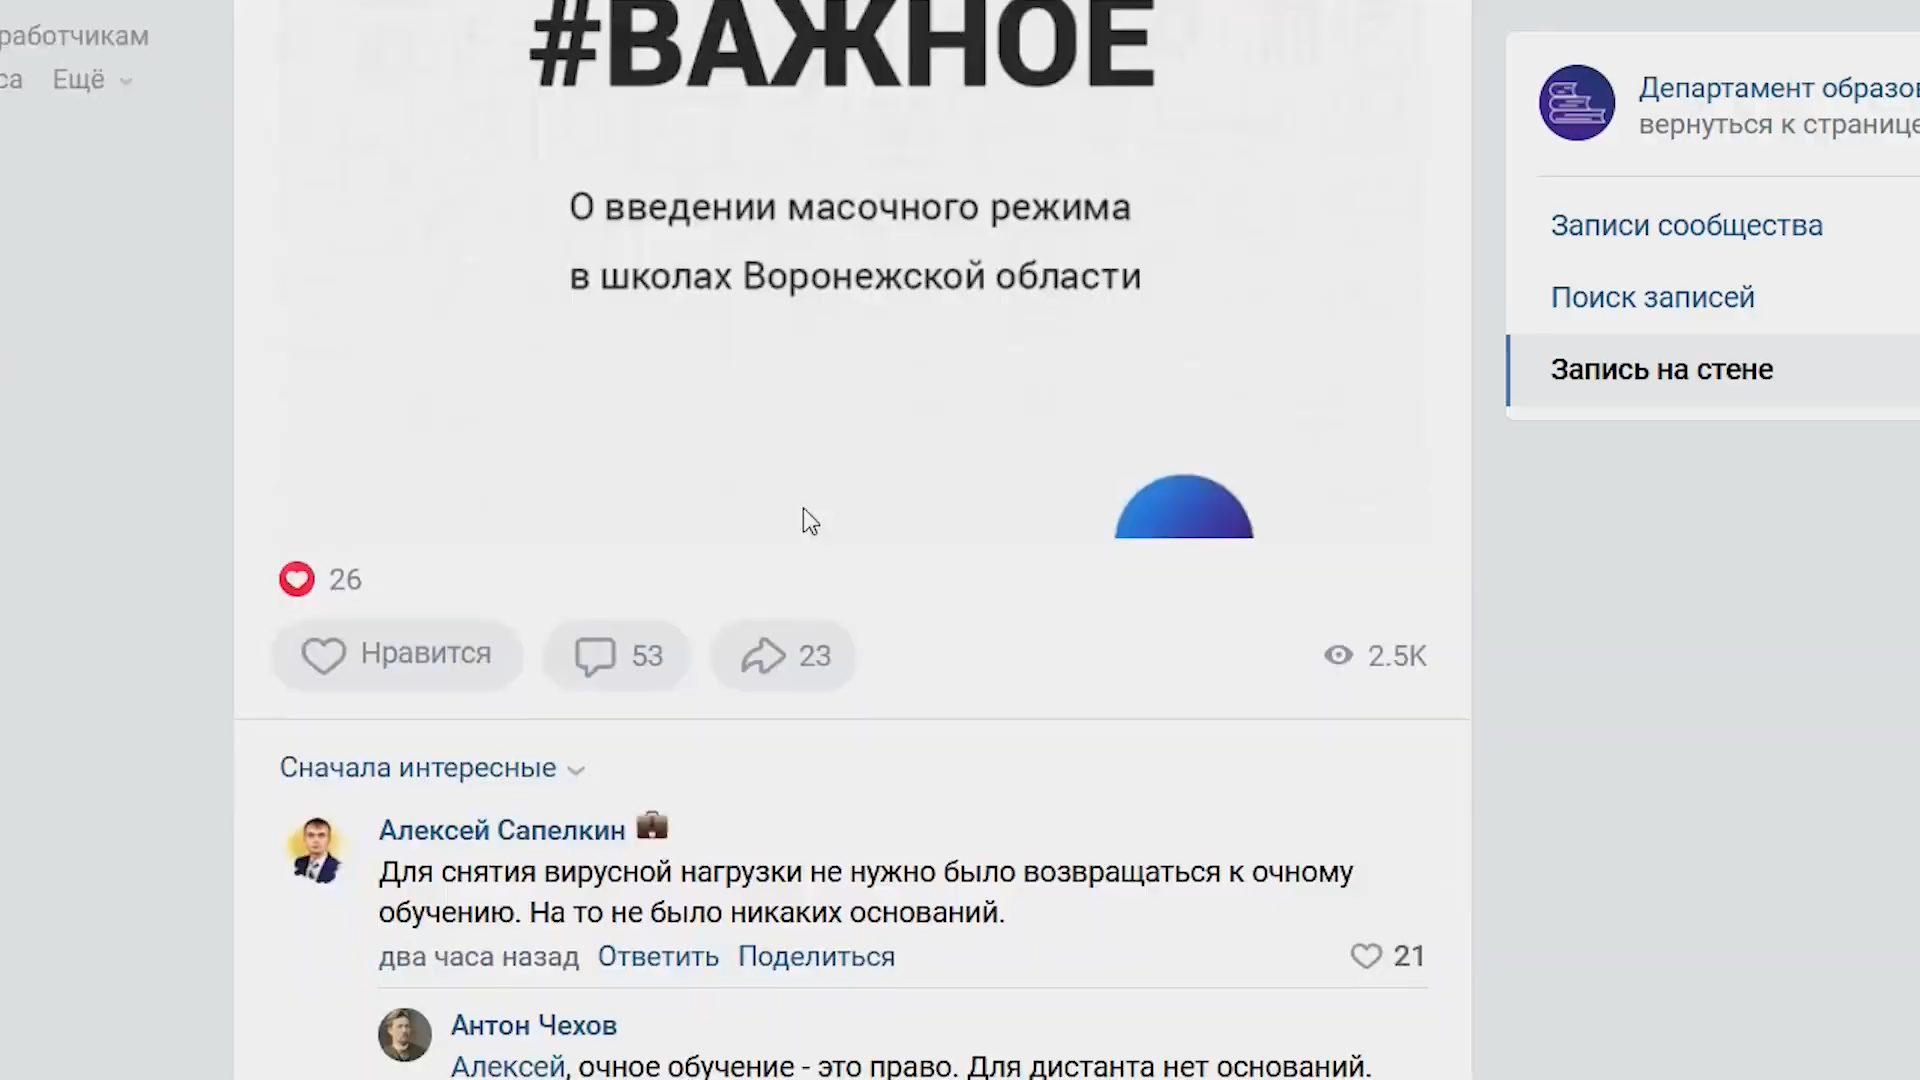 работчикам
са Ещё
#ВАЖНОЕ
О введении масочного режима
в школах Воронежской области
Департамент образов
вернуться к странице
Записи сообщества
Поиск записей
Запись на стене
26
Нравится 53 23 2.5K
Сначала интересные
Алексей Сапелкин
Для снятия вирусной нагрузки не нужно было возвращаться к очному
обучению. На то не было никаких оснований.
два часа назад Ответить Поделиться 21
Антон Чехов
Алексей, очное обучение - это право. Для дистанта нет оснований.